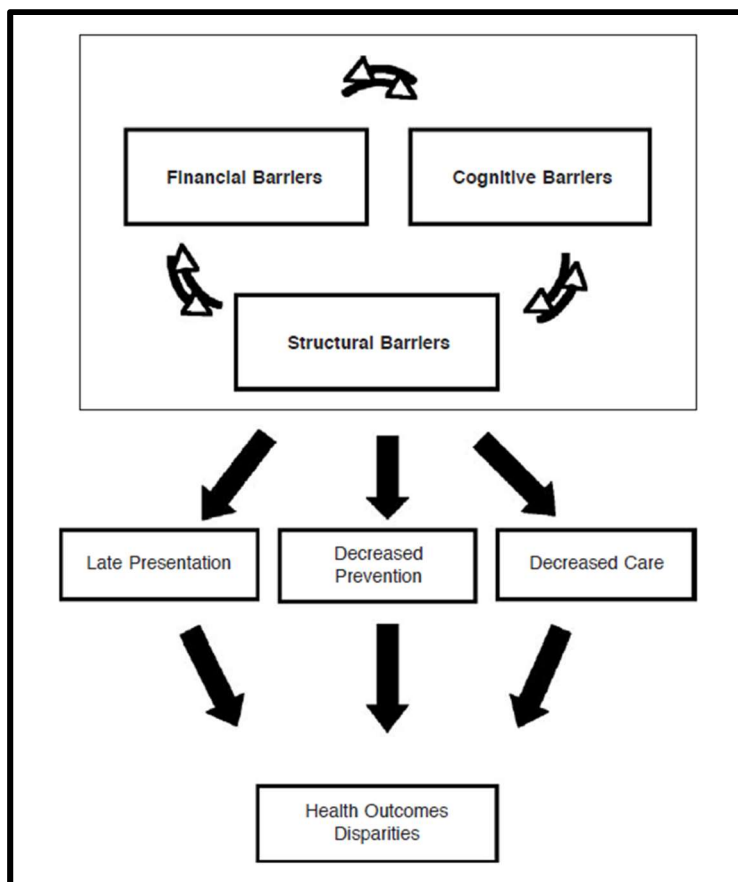 Financial Barriers
Cognitive Barriers
Structural Barriers
Late Presentation
Decreased
Prevention
Decreased Care
Health Outcomes
Disparities